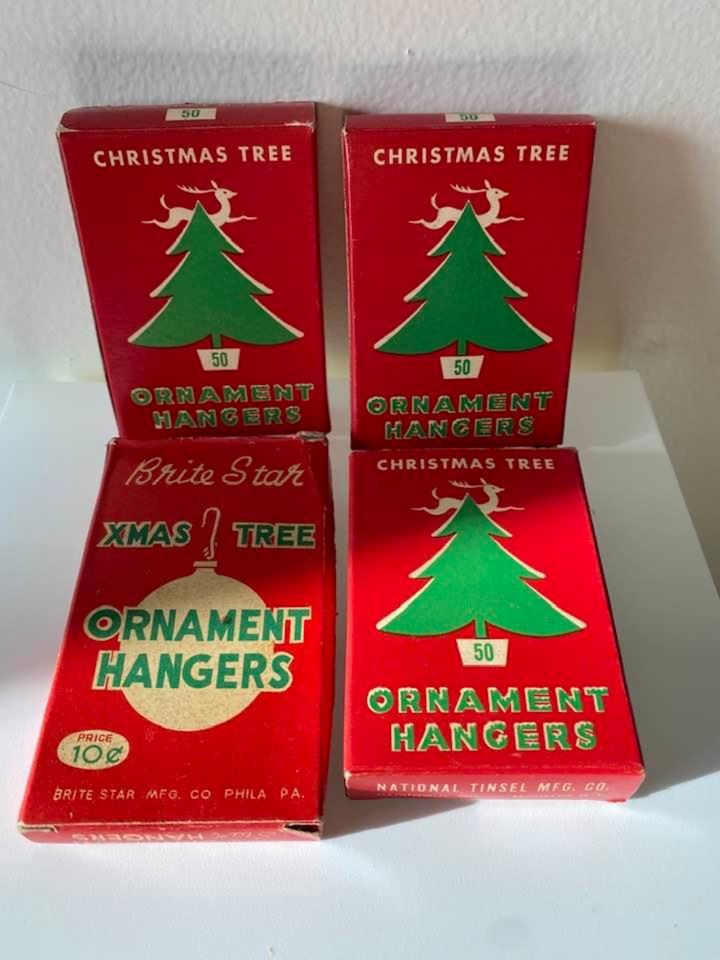 50
CHRISTMAS TREE
50
ORNAMENT
HANGERS
50
CHRISTMAS TREE
50
ORNAMENT
HANGERS
Brite Star
XMAS TREE
ORNAMENT
HANGERS
PRICE
10¢
BRITE STAR MFG. CO PHILA PA.
HANGERS
CHRISTMAS TREE
50
ORNAMENT
HANGERS
NATIONAL TINSEL MFG. CO.